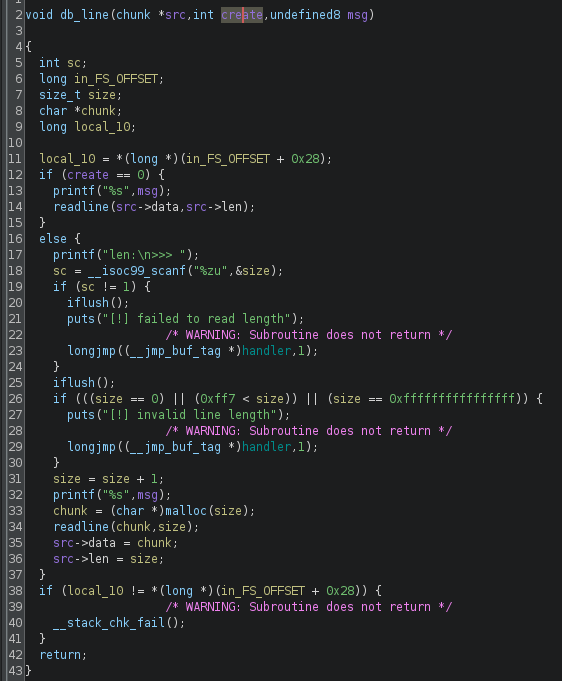 2 void db_line(chunk *src,int create,undefined8 msg)
3
4 {
5 int sc;
6 long in_FS_OFFSET;
7 size_t size;
8 char *chunk;
9 long local_10;
10
11 local_10 = *(long *)(in_FS_OFFSET + 0x28);
12 if (create == 0) {
13 printf("%s",msg);
14 readline(src->data,src->len);
15 }
16 else {
17 printf("len:\n>>> ");
18 sc = __isoc99_scanf("%zu",&size);
19 if (sc != 1) {
20 iflush();
21 puts("[!] failed to read length");
22 /* WARNING: Subroutine does not return */
23 longjmp((__jmp_buf_tag *)handler,1);
24 }
25 iflush();
26 if (((size == 0) || (0xff7 < size)) || (size == 0xffffffffffffffff)) {
27 puts("[!] invalid line length");
28 /* WARNING: Subroutine does not return */
29 longjmp((__jmp_buf_tag *)handler,1);
30 }
31 size = size + 1;
32 printf("%s",msg);
33 chunk = (char *)malloc(size);
34 readline(chunk,size);
35 src->data = chunk;
36 src->len = size;
37 }
38 if (local_10 != *(long *)(in_FS_OFFSET + 0x28)) {
39 /* WARNING: Subroutine does not return */
40 __stack_chk_fail();
41 }
42 return;
43 }